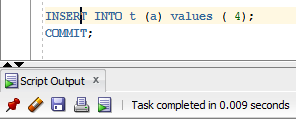 INSERT INTO t (a) values ( 4);
COMMIT;
Script Output x
Task completed in 0.009 seconds